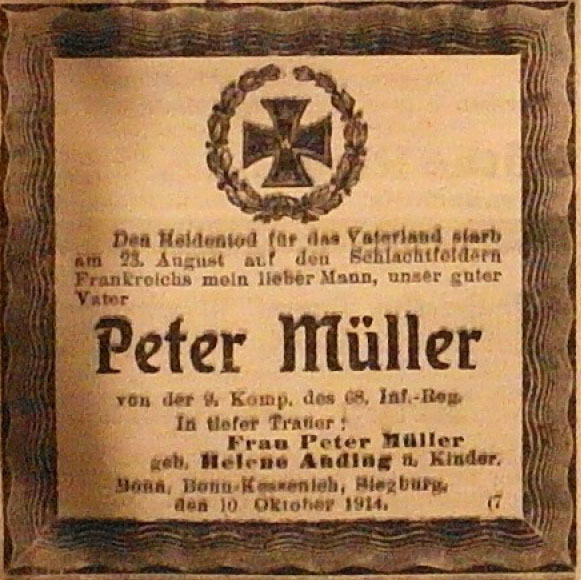 Den Heldentod für das Vaterland starb
am 23. August auf den Schlachtfeldern
Frankreichs mein lieber Mann, unser guter
Vater
Peter Müller
von der 9. Komp. des 68. Inf.-Reg.
In tiefer Trauer:
Frau Peter Müller
geb. Helene Anding u. Kinder.
Bonn, Bonn-Kessenich, Siegburg,
den 10. Oktober 1914.
(7